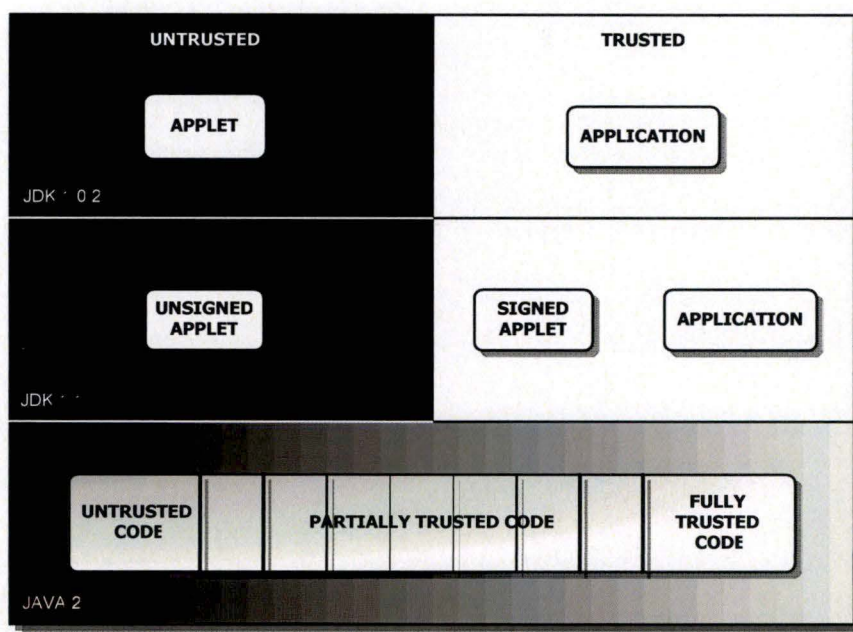 UNTRUSTED
TRUSTED
APPLET
APPLICATION
JDK 0 2
UNSIGNED
APPLET
SIGNED
APPLET
APPLICATION
JDK
UNTRUSTED
CODE
PARTIALLY TRUSTED CODE
FULLY
TRUSTED
CODE
JAVA 2